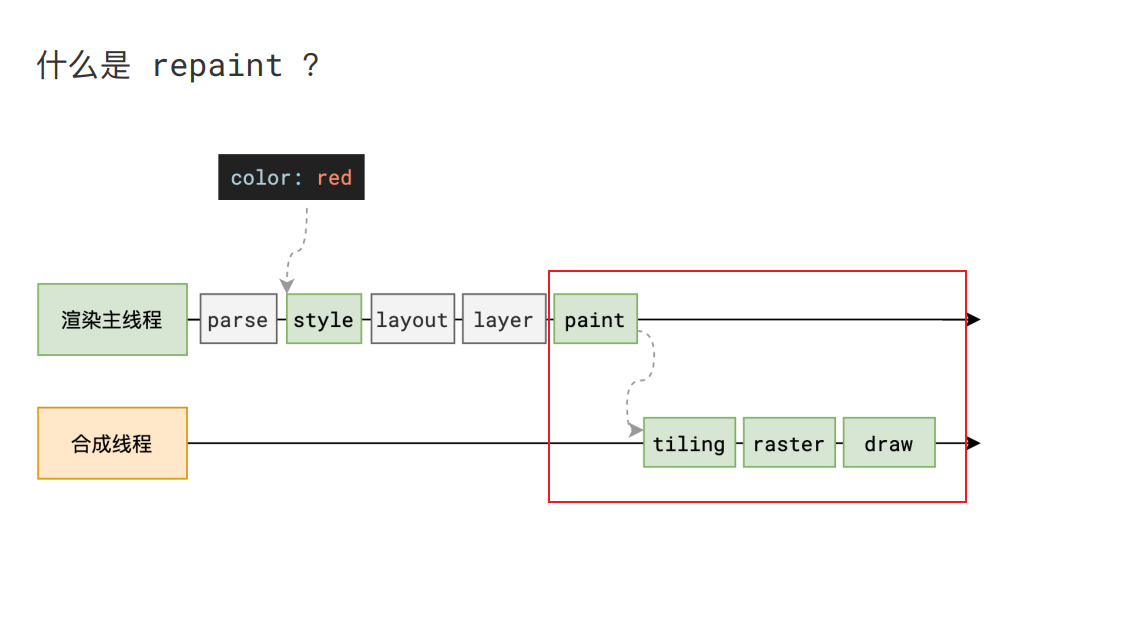 什么是 repaint ?
color: red
渲染主线程
parse
style
layout
layer
paint
合成线程
tiling
raster
draw